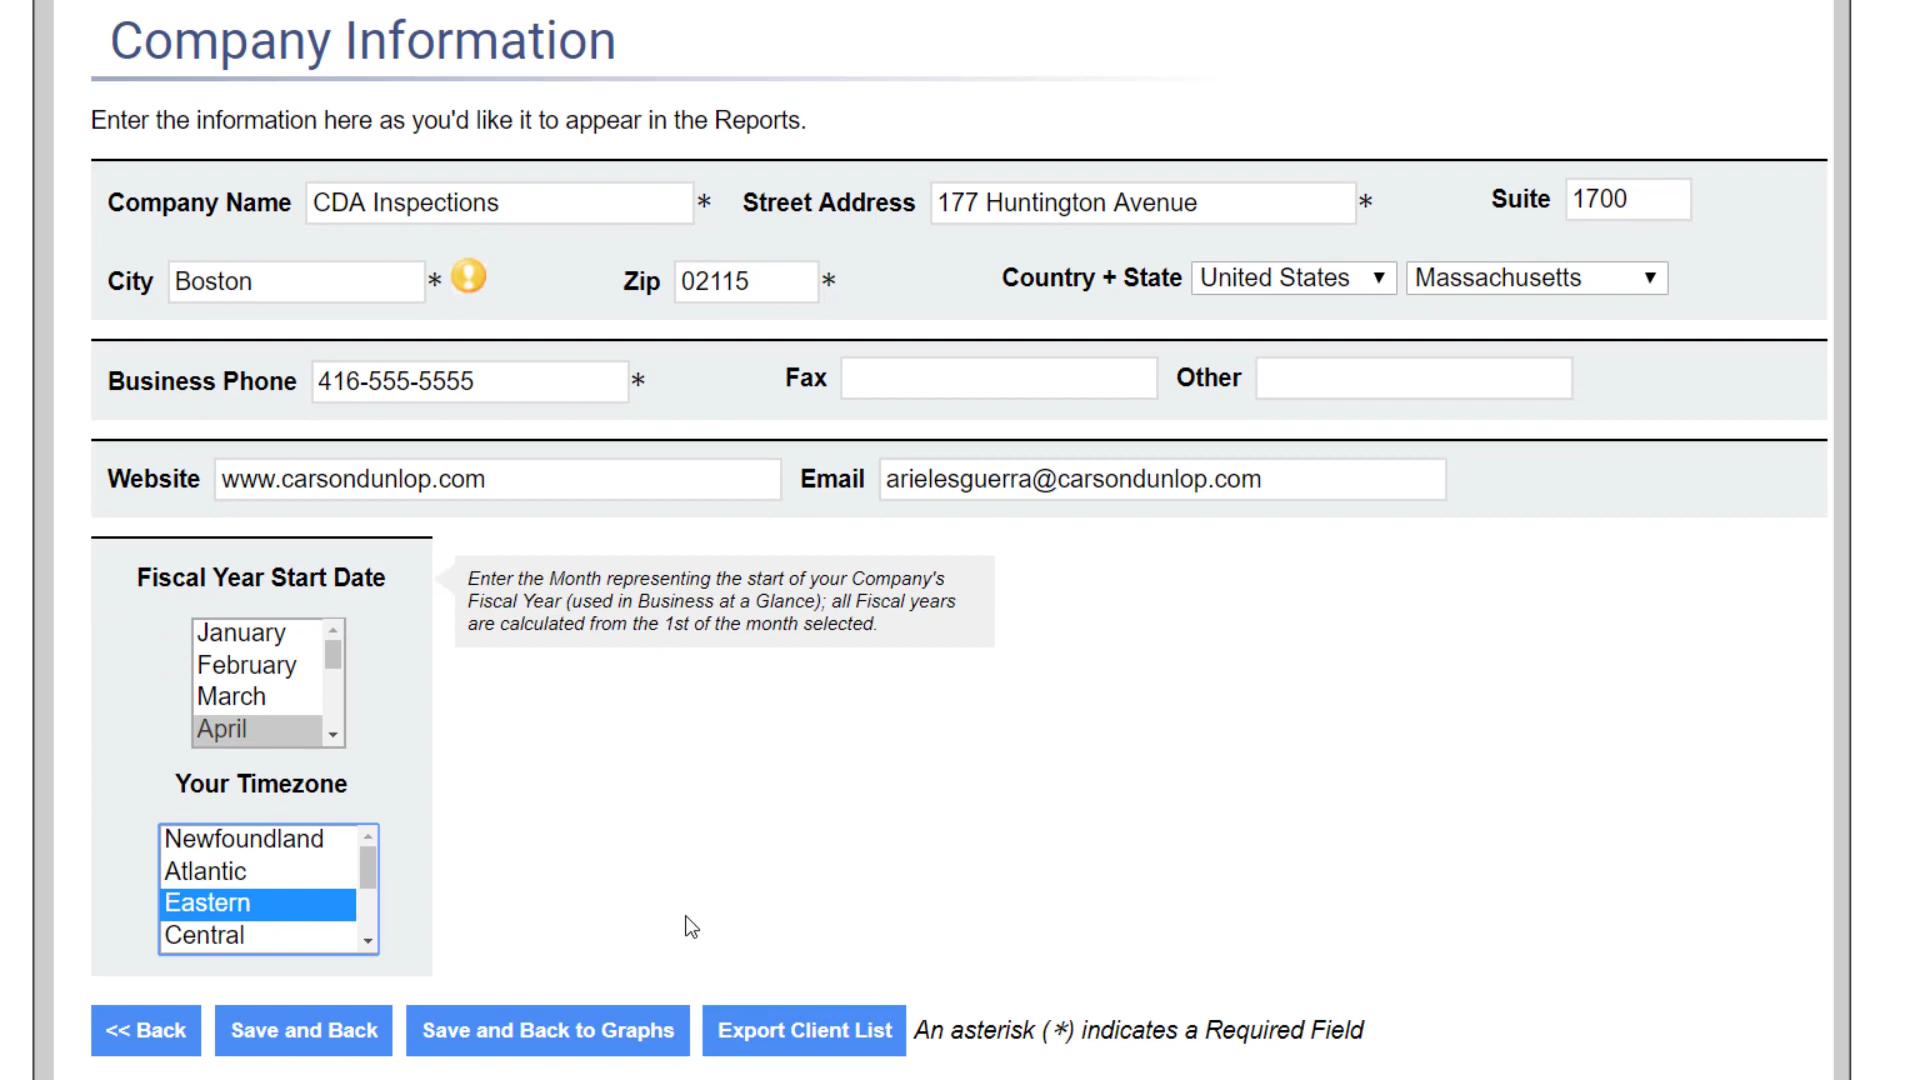 Company Information
Enter the information here as you'd like it to appear in the Reports.
Company Name CDA Inspections * Street Address 177 Huntington Avenue * Suite 1700
City Boston * Zip 02115 * Country + State United States Massachusetts
Business Phone 416-555-5555 * Fax Other
Website www.carsondunlop.com Email arielesguerra@carsondunlop.com
Fiscal Year Start Date
Enter the Month representing the start of your Company's
Fiscal Year (used in Business at a Glance); all Fiscal years
are calculated from the 1st of the month selected.
January
February
March
April
Your Timezone
Newfoundland
Atlantic
Eastern
Central
<< Back Save and Back Save and Back to Graphs Export Client List An asterisk (*) indicates a Required Field